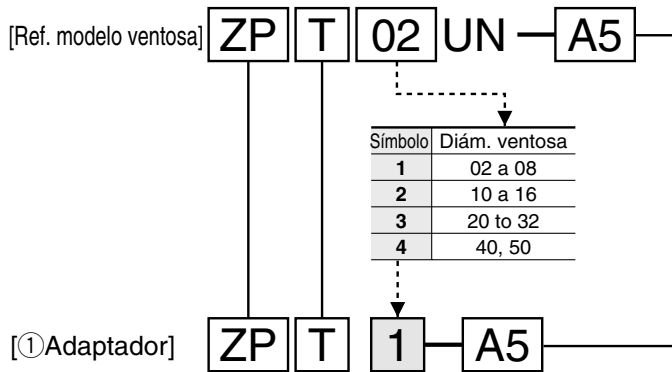 [Ref. modelo ventosa] ZP T 02 UN — A5
Símbolo Diám. ventosa
1 02 a 08
2 10 a 16
3 20 to 32
4 40, 50
[①Adaptador] ZP T 1 — A5